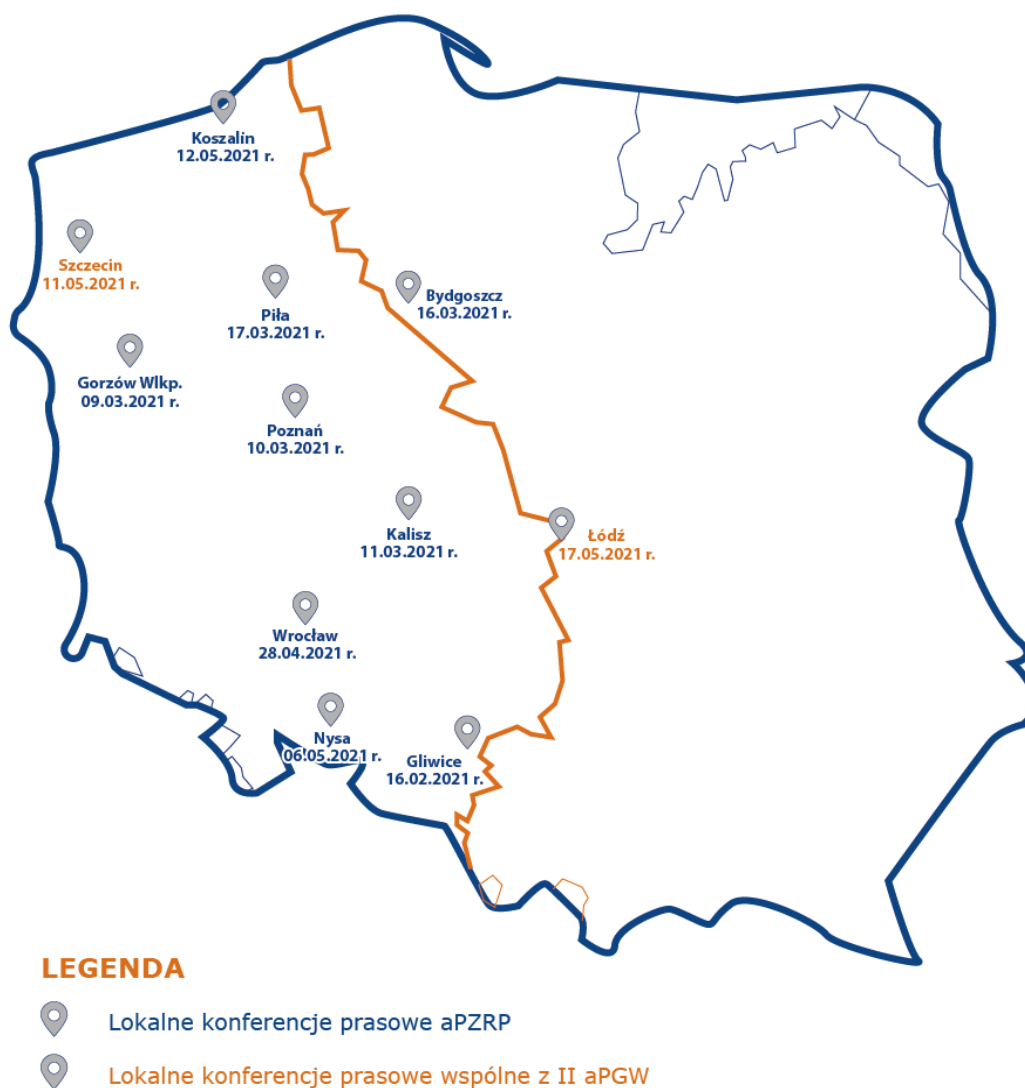 Koszalin
12.05.2021 r.
Szczecin
11.05.2021 r.
Piła
17.03.2021 r.
Bydgoszcz
16.03.2021 r.
Gorzów Wlkp.
09.03.2021 r.
Poznań
10.03.2021 r.
Kalisz
11.03.2021 r.
Łódź
17.05.2021 r.
Wrocław
28.04.2021 r.
Nysa
06.05.2021 r.
Gliwice
16.02.2021 r.
LEGENDA
Lokalne konferencje prasowe aPZRP
Lokalne konferencje prasowe wspólne z II aPGW